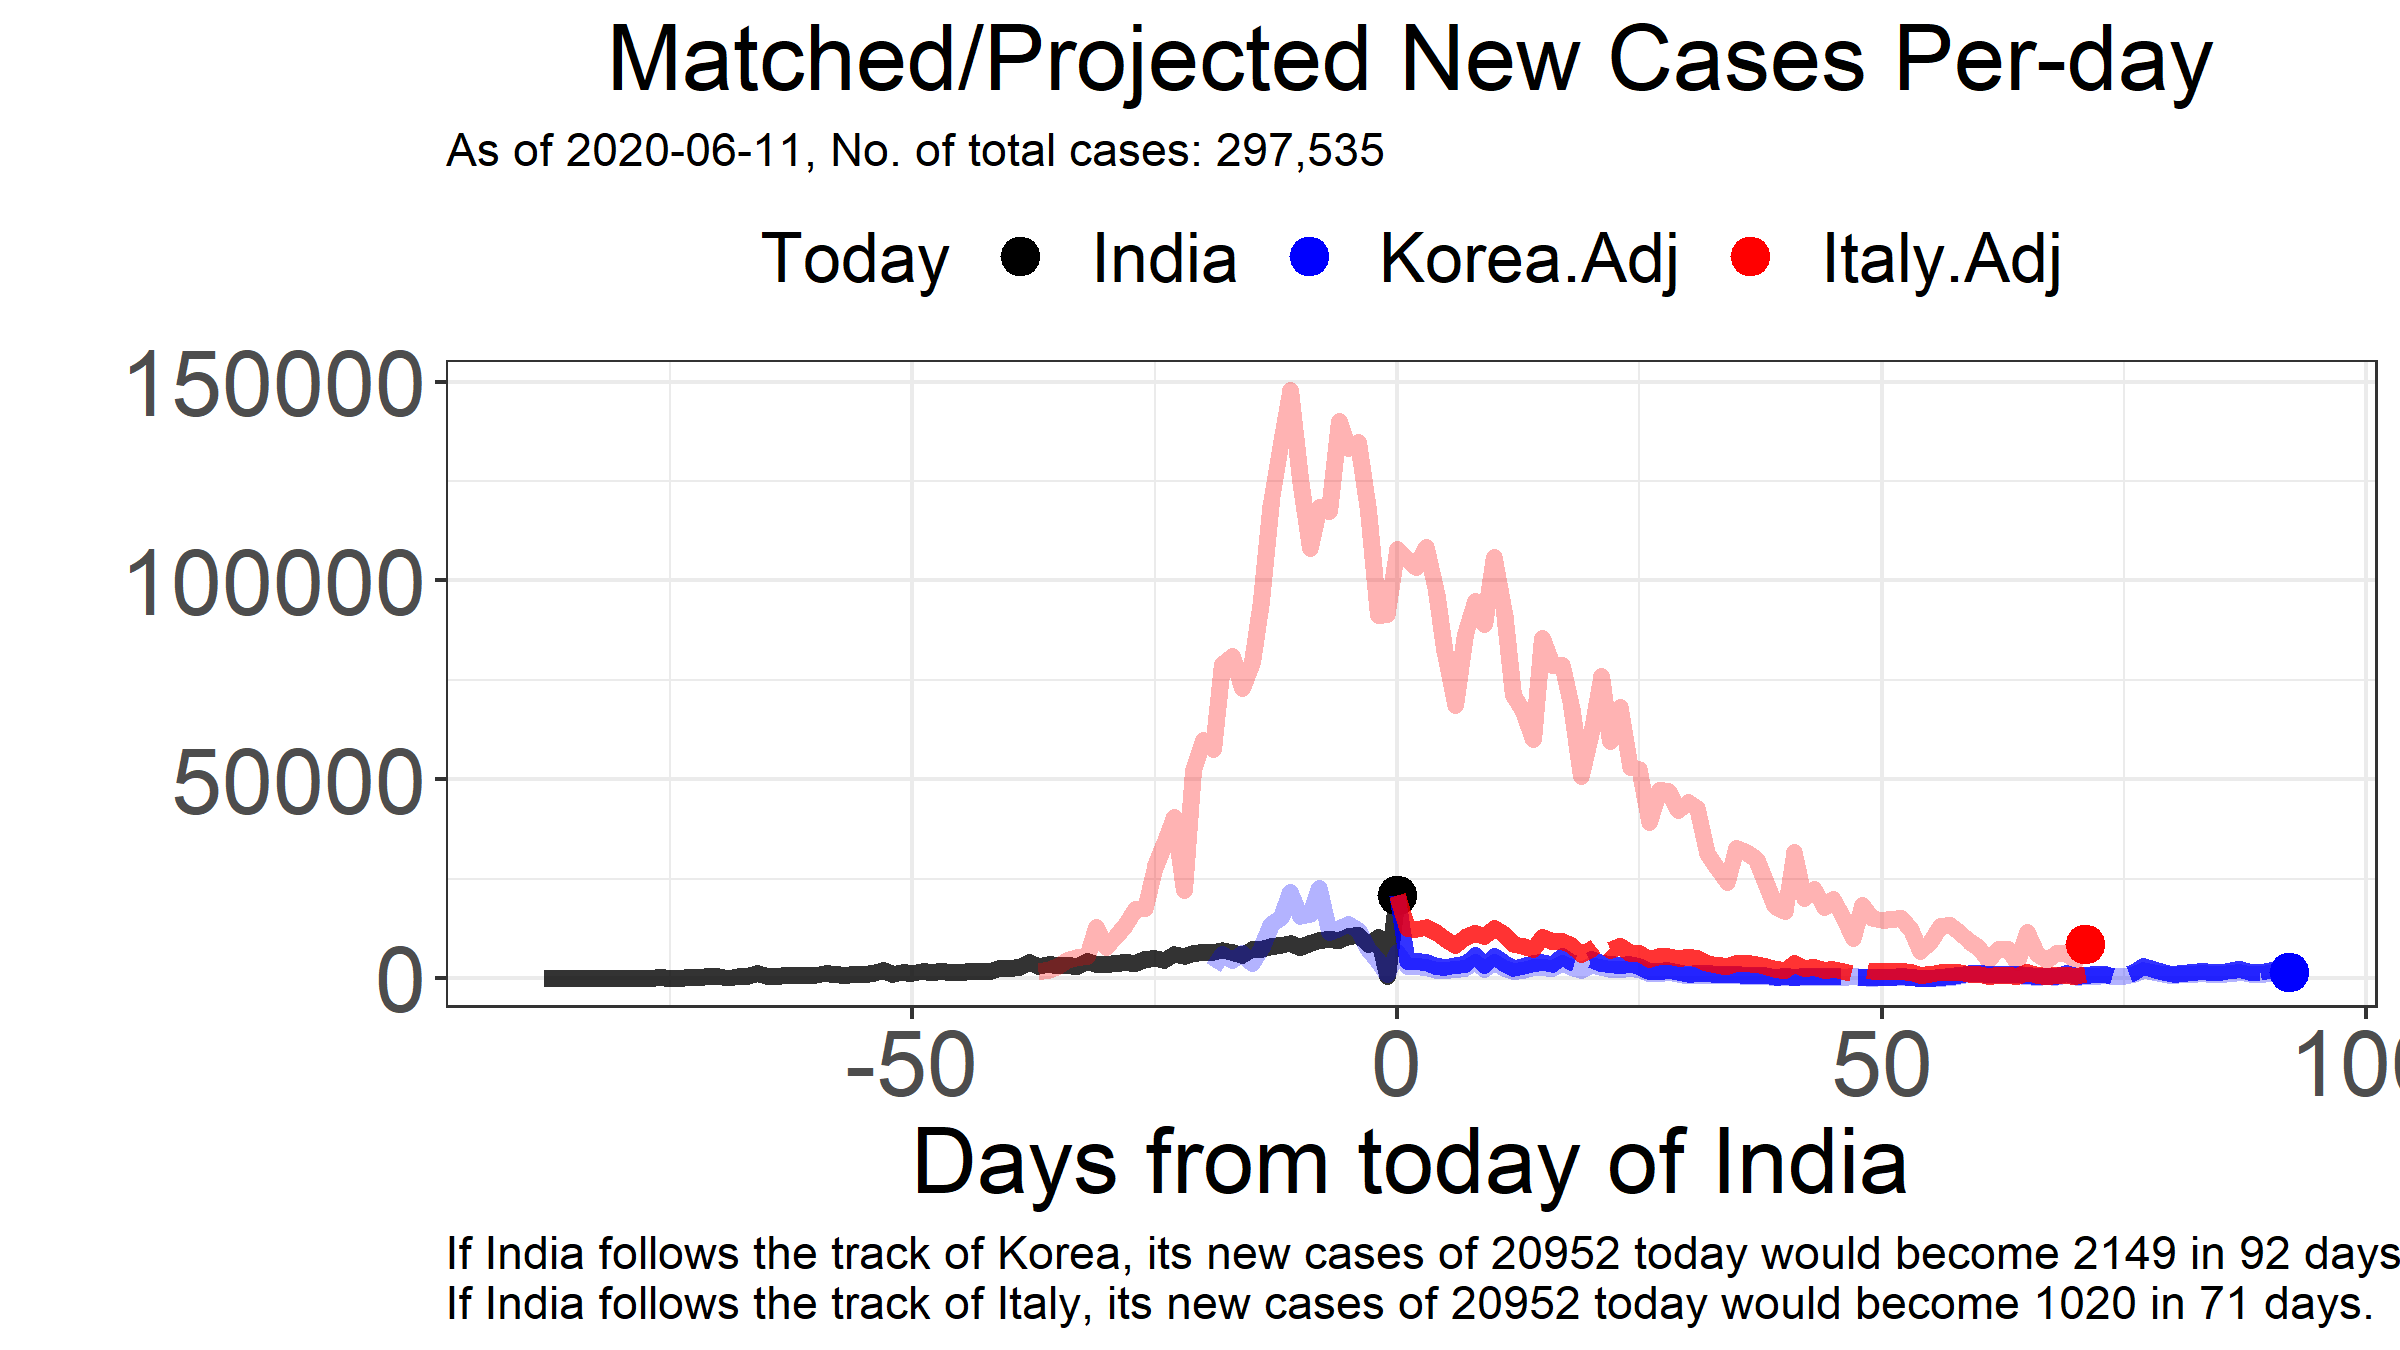 Matched/Projected New Cases Per-day
As of 2020-06-11, No. of total cases: 297,535
Today India Korea.Adj Italy.Adj
150000
100000
50000
0
-50 0 50 100
Days from today of India
If India follows the track of Korea, its new cases of 20952 today would become 2149 in 92 days
If India follows the track of Italy, its new cases of 20952 today would become 1020 in 71 days.